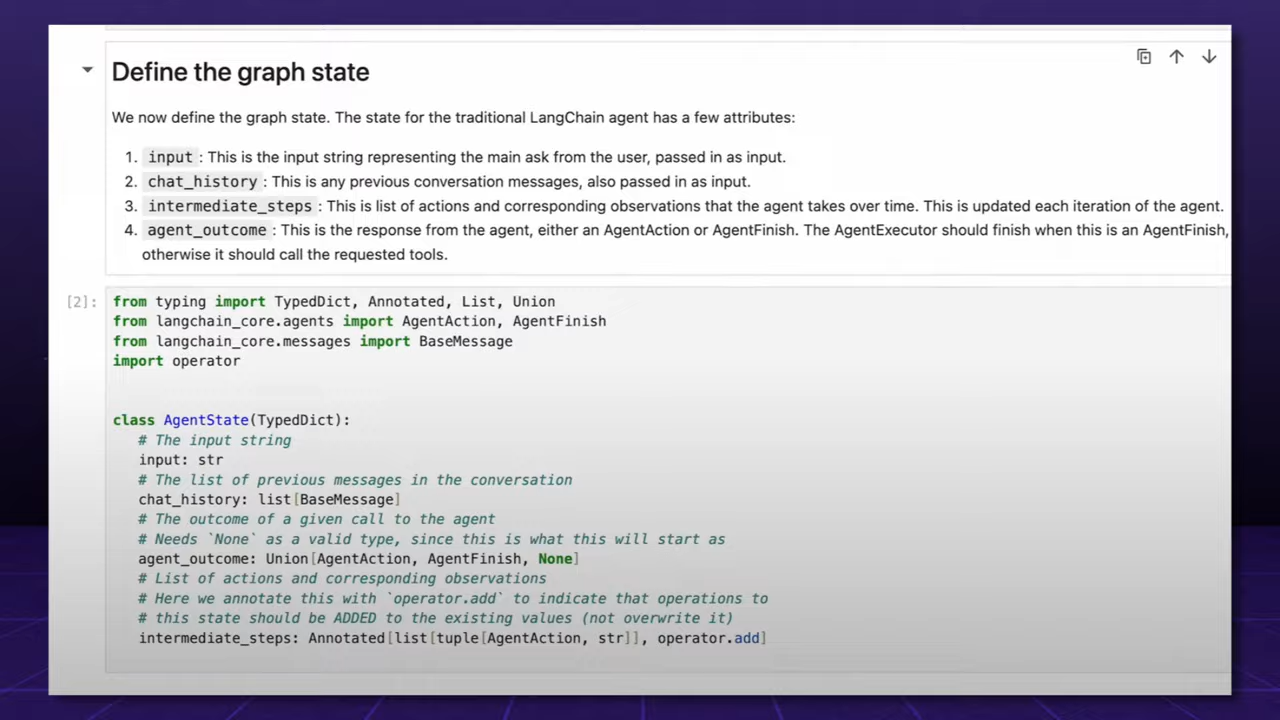 Define the graph state
We now define the graph state. The state for the traditional LangChain agent has a few attributes:
1. input : This is the input string representing the main ask from the user, passed in as input.
2. chat_history : This is any previous conversation messages, also passed in as input.
3. intermediate_steps : This is list of actions and corresponding observations that the agent takes over time. This is updated each iteration of the agent.
4. agent_outcome : This is the response from the agent, either an AgentAction or AgentFinish. The AgentExecutor should finish when this is an AgentFinish,
otherwise it should call the requested tools.
[2]: from typing import TypedDict, Annotated, List, Union
from langchain_core.agents import AgentAction, AgentFinish
from langchain_core.messages import BaseMessage
import operator
class AgentState(TypedDict):
# The input string
input: str
# The list of previous messages in the conversation
chat_history: list[BaseMessage]
# The outcome of a given call to the agent
# Needs `None` as a valid type, since this is what this will start as
agent_outcome: Union[AgentAction, AgentFinish, None]
# List of actions and corresponding observations
# Here we annotate this with `operator.add` to indicate that operations to
# this state should be ADDED to the existing values (not overwrite it)
intermediate_steps: Annotated[list[tuple[AgentAction, str]], operator.add]